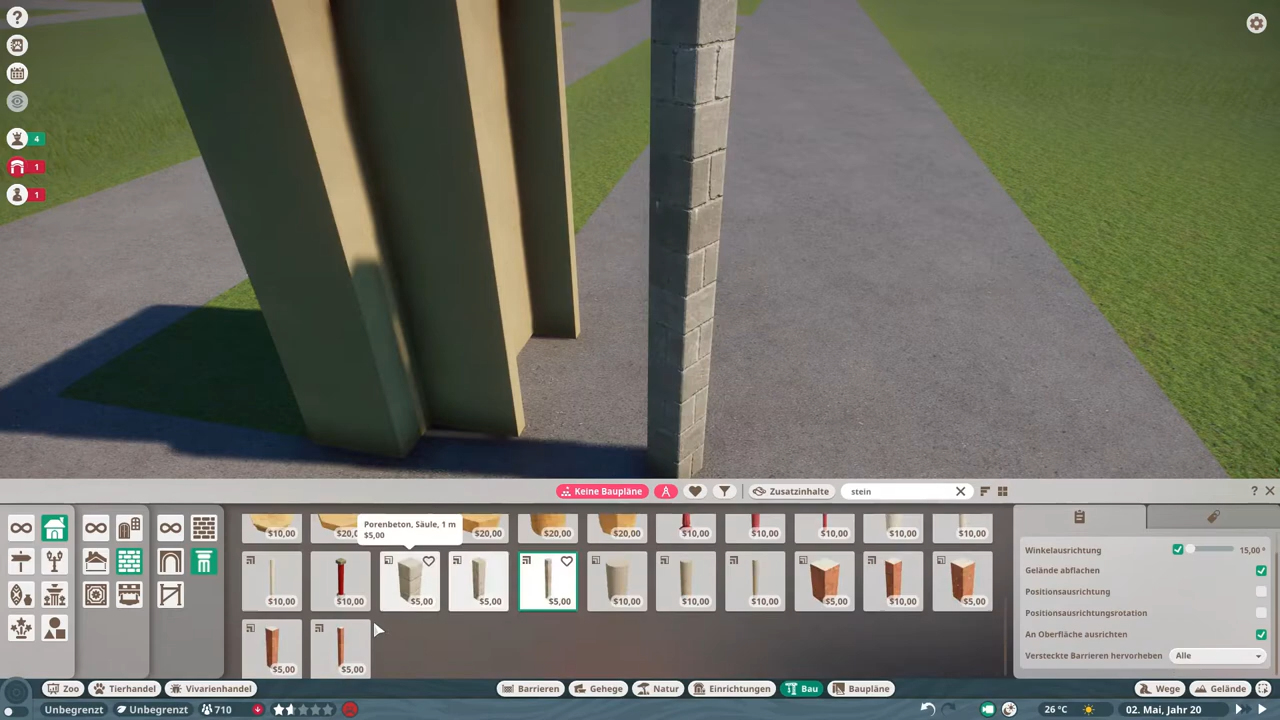 ?
4
1
1
Keine Baupläne
Zusatzinhalte
stein
?
Porenbeton, Säule, 1 m
$5,00
$10,00
$20,00
$20,00
$20,00
$10,00
$10,00
$10,00
$10,00
$10,00
$10,00
$10,00
$10,00
$5,00
$5,00
$5,00
$10,00
$10,00
$10,00
$5,00
$10,00
$5,00
$5,00
$5,00
Winkelausrichtung
15,00°
Gelände abflachen
Positionsausrichtung
Positionsausrichtungsrotation
An Oberfläche ausrichten
Versteckte Barrieren hervorheben
Alle
Zoo
Tierhandel
Vivarienhandel
Barrieren
Gehege
Natur
Einrichtungen
Bau
Baupläne
Wege
Gelände
Unbegrenzt
Unbegrenzt
710
26 °C
02. Mai, Jahr 20